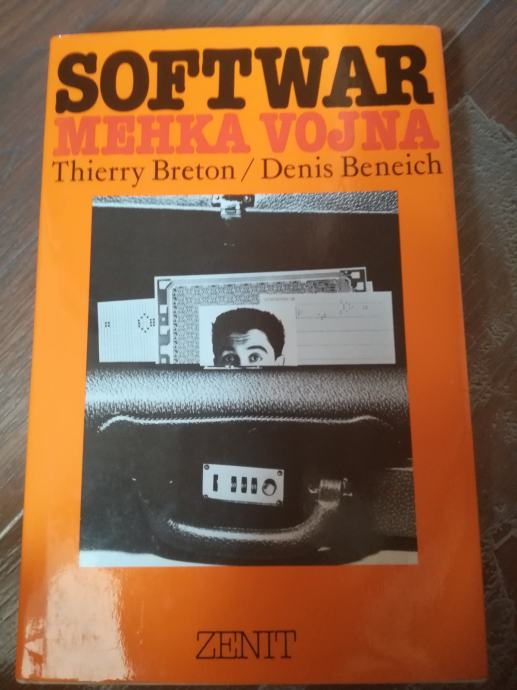 SOFTWAR
MEHKA VOJNA
Thierry Breton / Denis Beneich
ZENIT